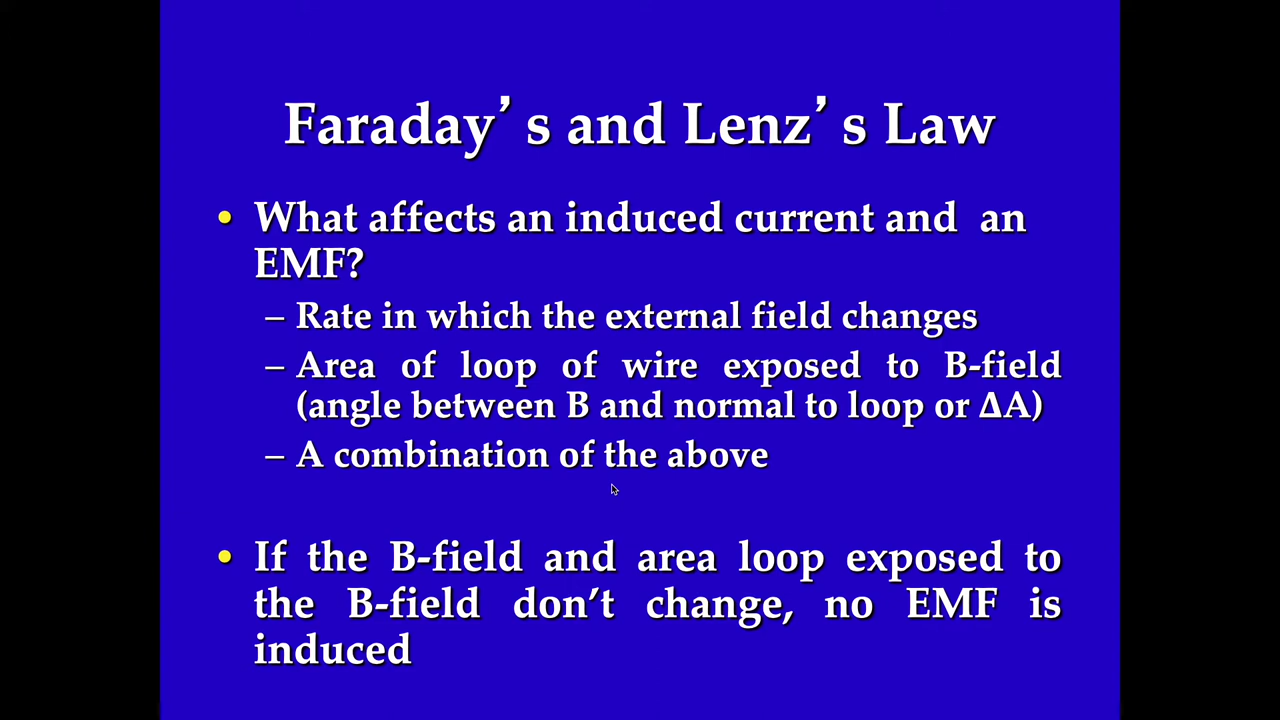 Faraday’s and Lenz’s Law
• What affects an induced current and an
EMF?
– Rate in which the external field changes
– Area of loop of wire exposed to B-field
(angle between B and normal to loop or ΔA)
– A combination of the above
• If the B-field and area loop exposed to
the B-field don’t change, no EMF is
induced